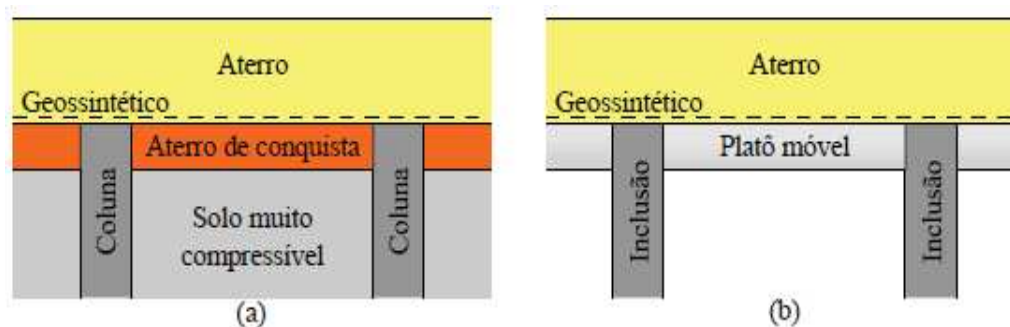 Aterro
Geossintético
Aterro de conquista
Coluna
Coluna
Solo muito
compressível
(a)
Aterro
Geossintético
Platô móvel
Inclusão
Inclusão
(b)